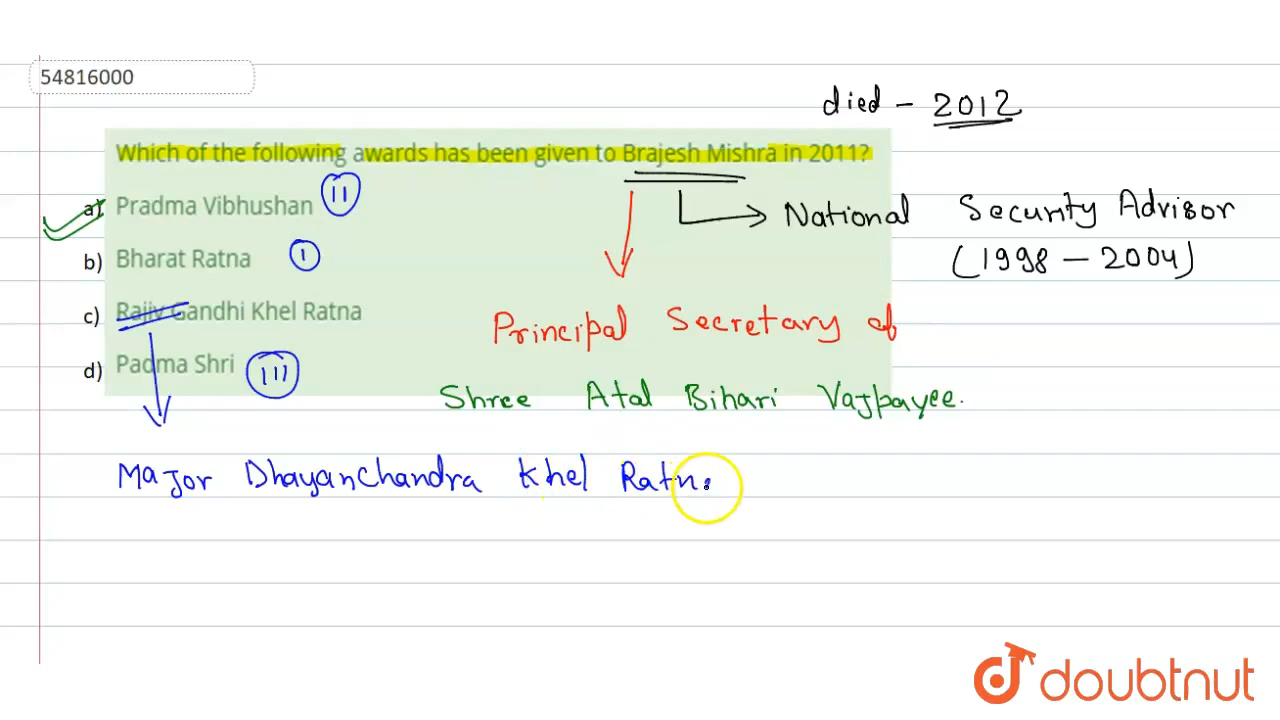 54816000
died - 2012
Which of the following awards has been given to Brajesh Mishra in 2011?
a) Pradma Vibhushan II
National Security Advisor
b) Bharat Ratna I
(1998 - 2004)
c) Rajiv Gandhi Khel Ratna
Principal Secretary of
d) Padma Shri III
Shree Atal Bihari Vajpayee.
Major Dhayanchandra Khel Ratn
doubtnut